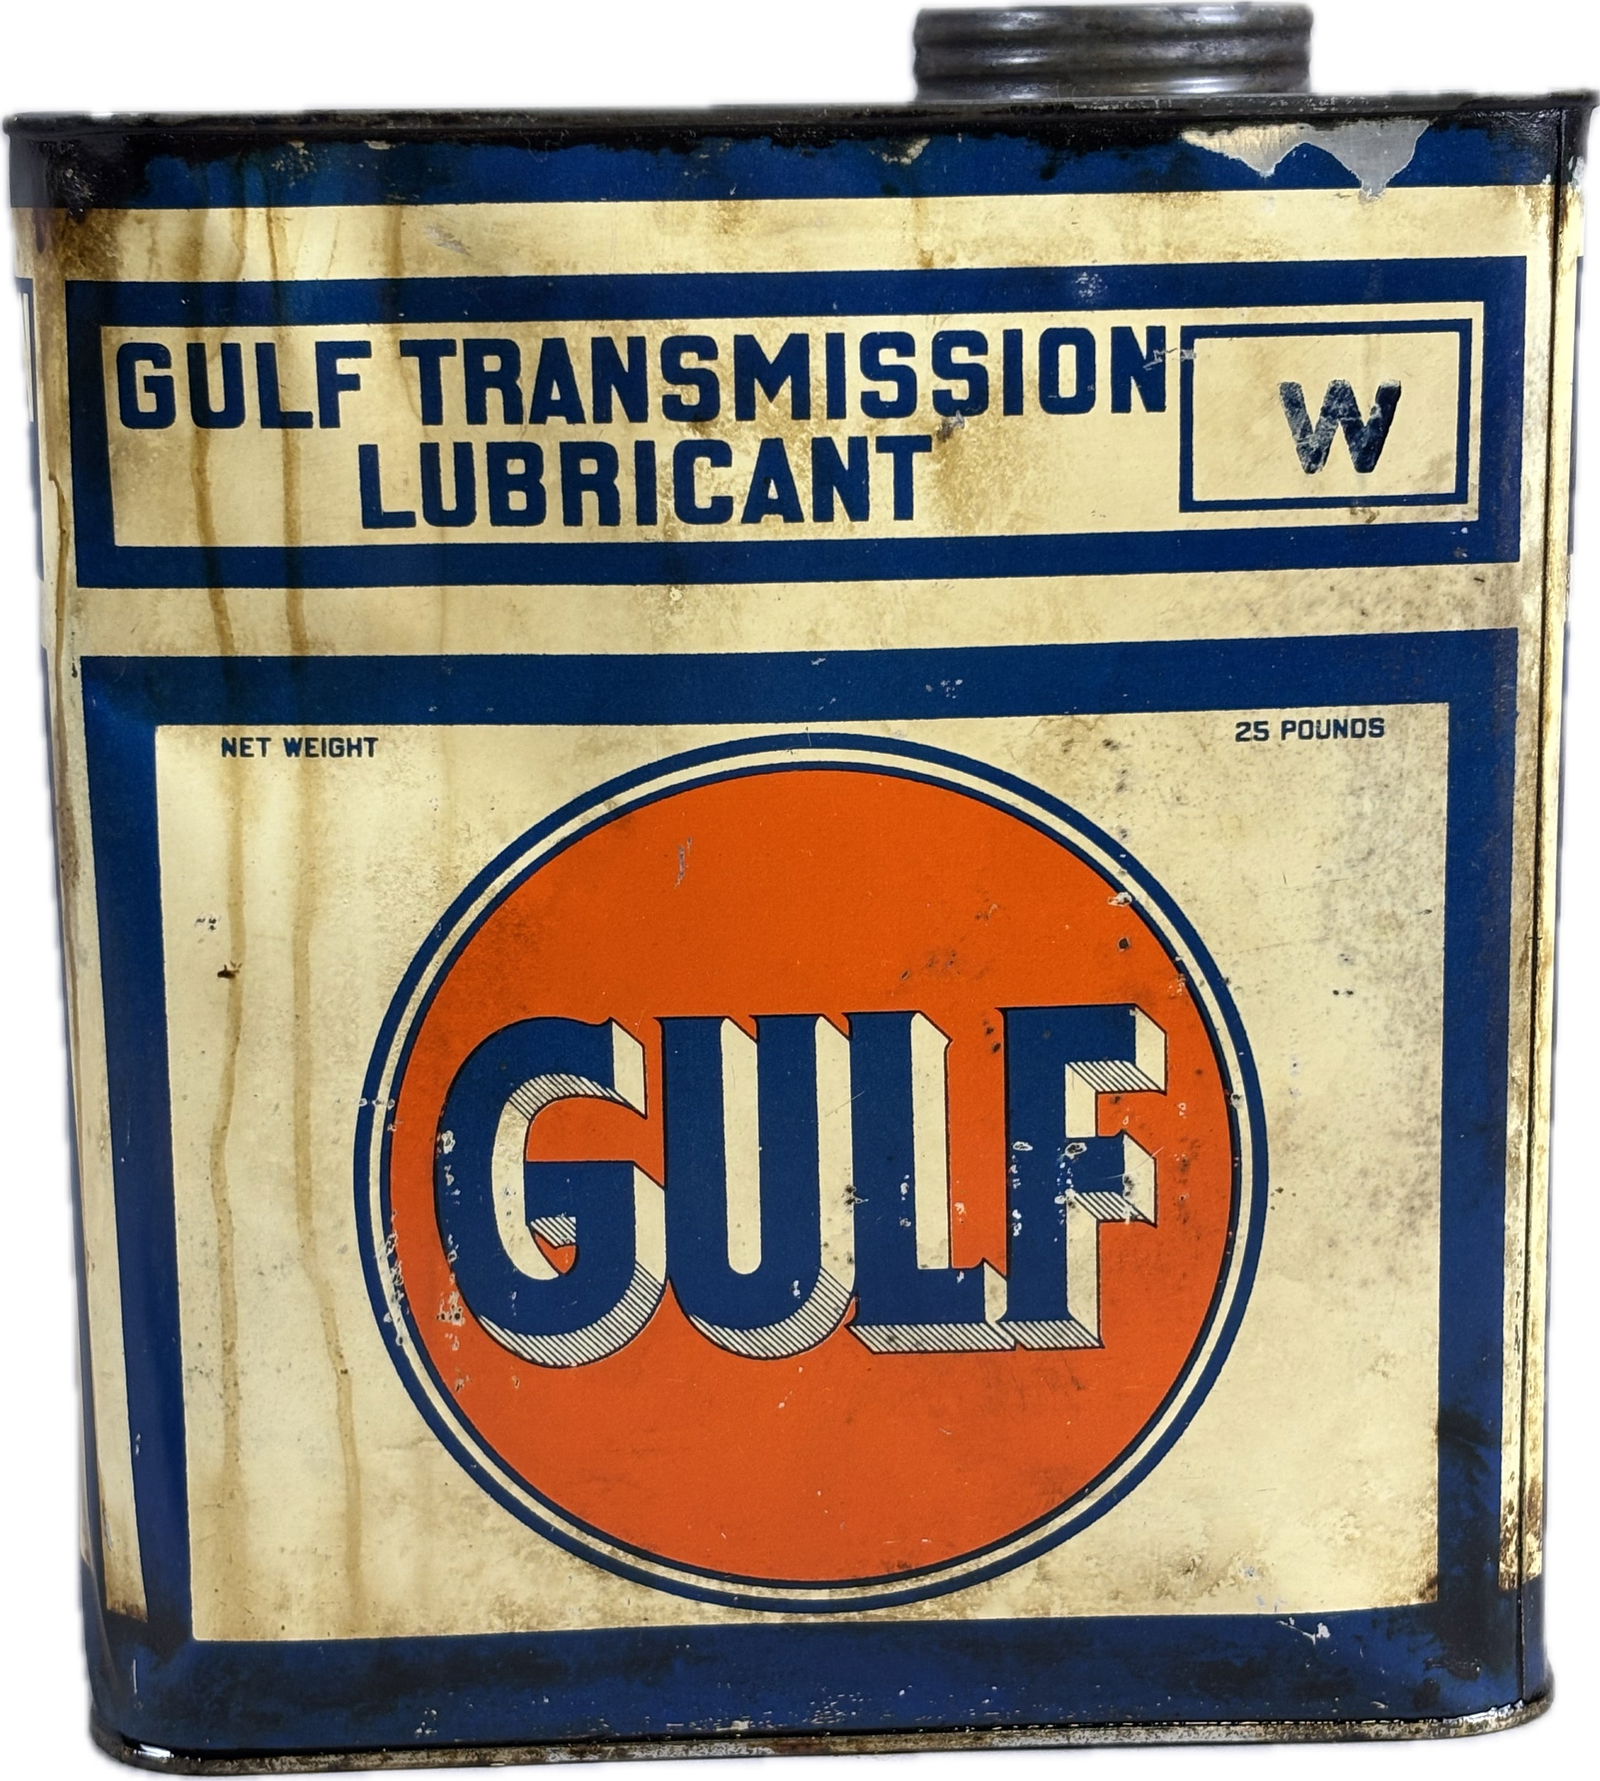 GULF TRANSMISSION
LUBRICANT
W
NET WEIGHT
25 POUNDS
GULF